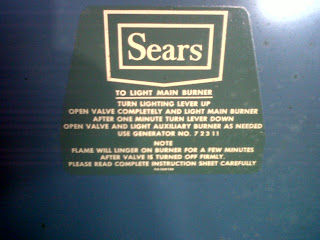 Sears
TO LIGHT MAIN BURNER
TURN LIGHTING LEVER UP
OPEN VALVE COMPLETELY AND LIGHT MAIN BURNER
AFTER ONE MINUTE TURN LEVER DOWN
OPEN VALVE AND LIGHT AUXILIARY BURNER AS NEEDED
USE GENERATOR NO. 72311
NOTE
FLAME WILL LINGER ON BURNER FOR A FEW MINUTES
AFTER VALVE IS TURNED OFF FIRMLY.
PLEASE READ COMPLETE INSTRUCTION SHEET CAREFULLY